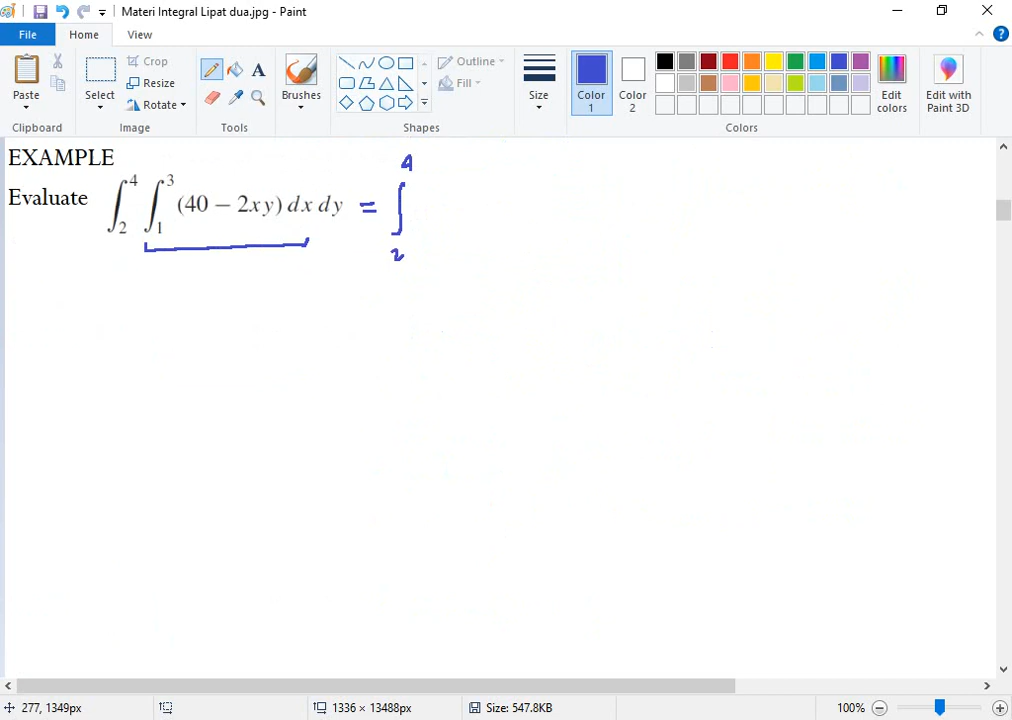 Materi Integral Lipat dua.jpg - Paint
File Home View
Paste Select Crop Resize Rotate Brushes Outline Fill Size Color 1 Color 2 Edit colors Edit with Paint 3D
Clipboard Image Tools Shapes Colors
EXAMPLE
Evaluate ∫₂⁴ ∫₁³ (40 – 2xy) dx dy = ∫₂⁴
277, 1349px 1336 × 13488px Size: 547.8KB 100%